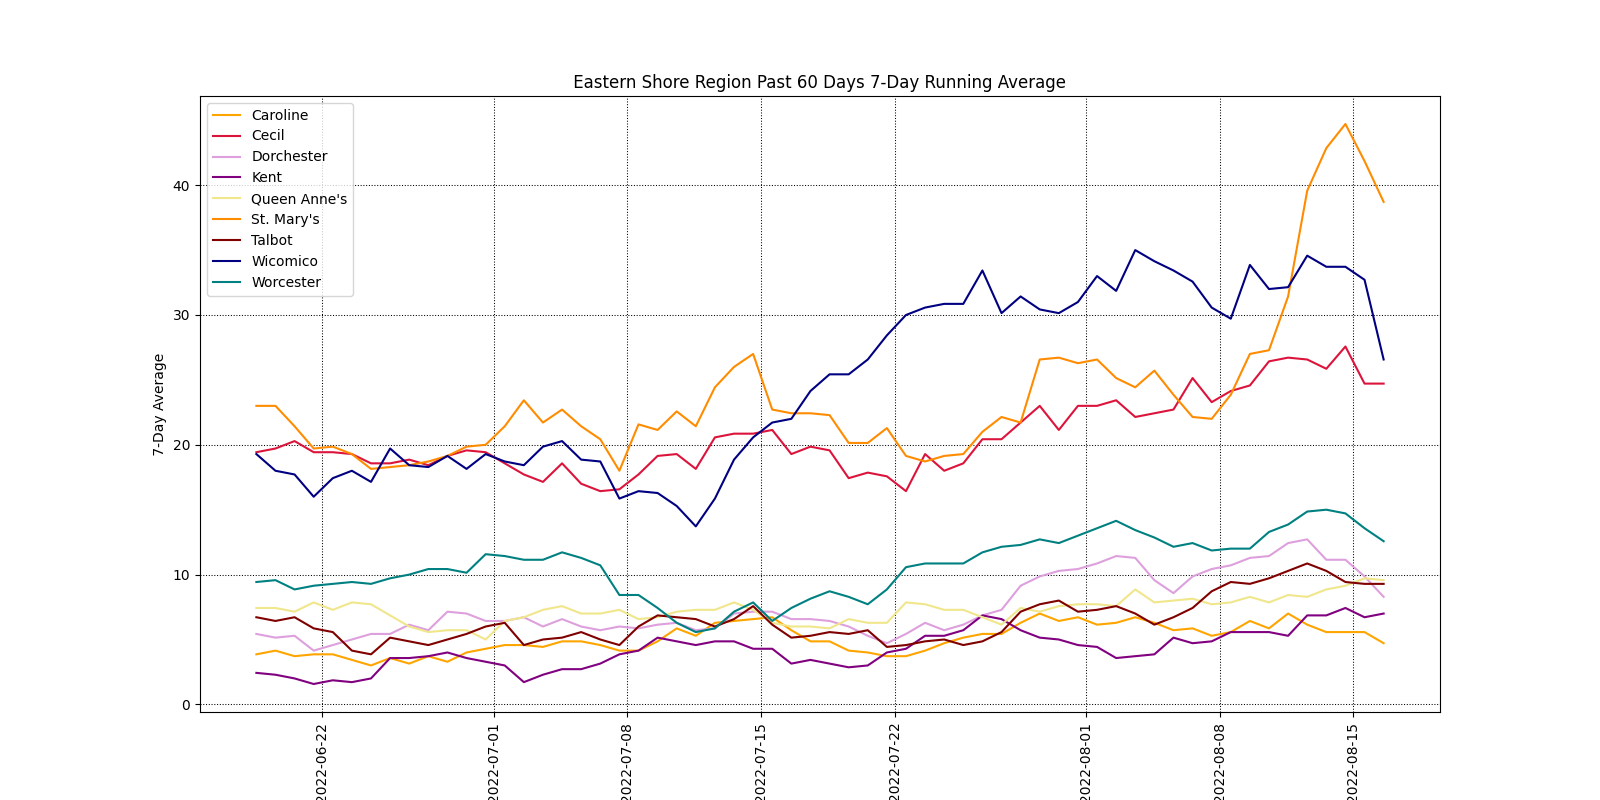 Eastern Shore Region Past 60 Days 7-Day Running Average
Caroline
Cecil
Dorchester
Kent
Queen Anne's
St. Mary's
Talbot
Wicomico
Worcester
7-Day Average
40
30
20
10
0
2022-06-22
2022-07-01
2022-07-08
2022-07-15
2022-07-22
2022-08-01
2022-08-08
2022-08-15